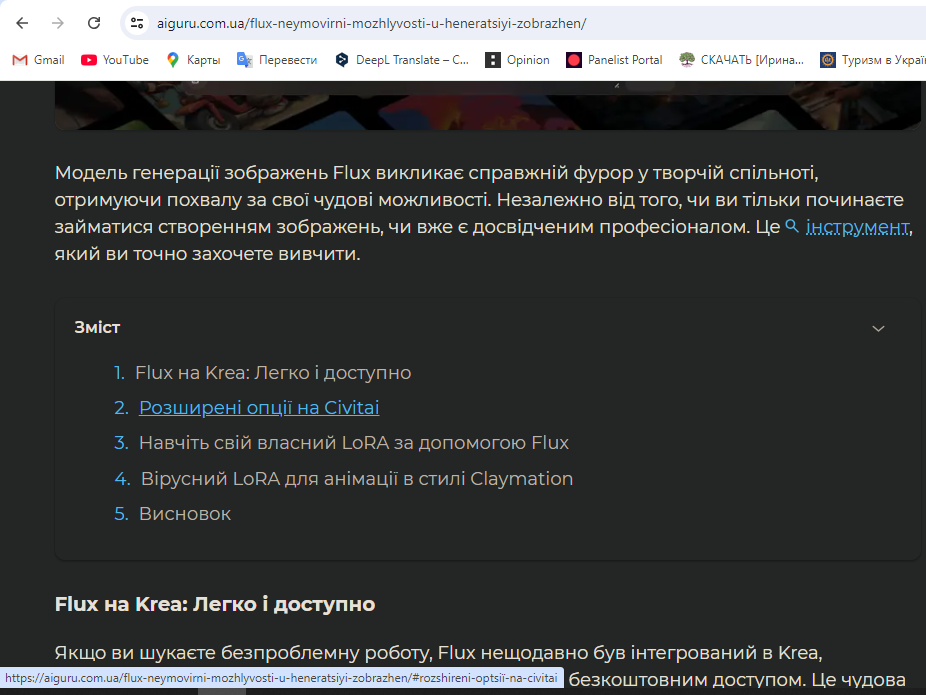 aiguru.com.ua/flux-neymovirni-mozhlyvosti-u-heneratsiyi-zobrazhen/
Gmail YouTube Карты Перевести DeepL Translate – С... Opinion Panelist Portal СКАЧАТЬ [Ирина... Туризм в Украї
Модель генерації зображень Flux викликає справжній фурор у творчій спільноті,
отримуючи похвалу за свої чудові можливості. Незалежно від того, чи ви тільки починаєте
займатися створенням зображень, чи вже є досвідченим професіоналом. Це інструмент,
який ви точно захочете вивчити.
Зміст
1. Flux на Krea: Легко і доступно
2. Розширені опції на Civitai
3. Навчіть свій власний LoRA за допомогою Flux
4. Вірусний LoRA для анімації в стилі Claymation
5. Висновок
Flux на Krea: Легко і доступно
Якщо ви шукаєте безпроблемну роботу, Flux нещодавно був інтегрований в Krea,
безкоштовним доступом. Це чудова
https://aiguru.com.ua/flux-neymovirni-mozhlyvosti-u-heneratsiyi-zobrazhen/#rozshireni-optsii-na-civitai